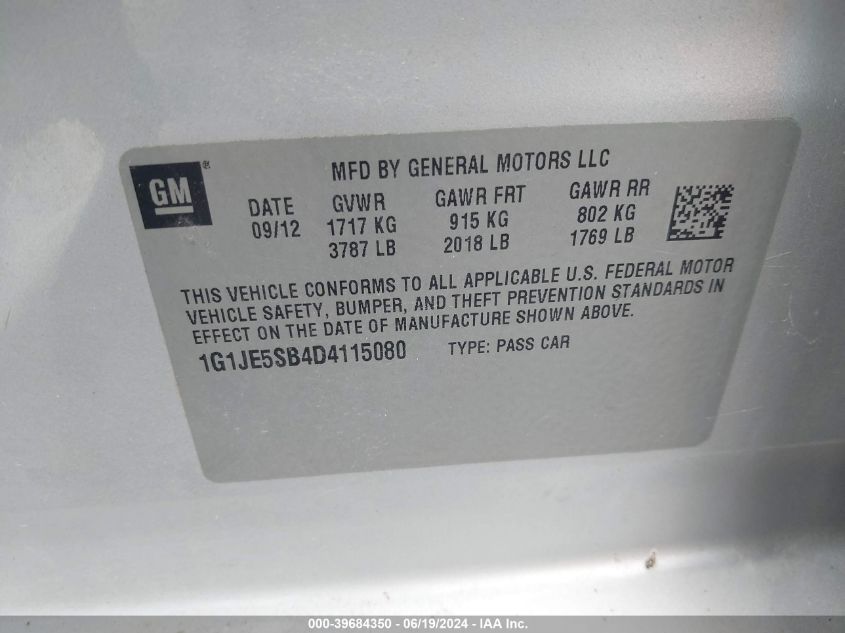 GM®
MFD BY GENERAL MOTORS LLC
DATE GVWR GAWR FRT GAWR RR
09/12 1717 KG 915 KG 802 KG
3787 LB 2018 LB 1769 LB
THIS VEHICLE CONFORMS TO ALL APPLICABLE U.S. FEDERAL MOTOR
VEHICLE SAFETY, BUMPER, AND THEFT PREVENTION STANDARDS IN
EFFECT ON THE DATE OF MANUFACTURE SHOWN ABOVE.
1G1JE5SB4D4115080 TYPE: PASS CAR
000-39684350 - 06/19/2024 - IAA Inc.